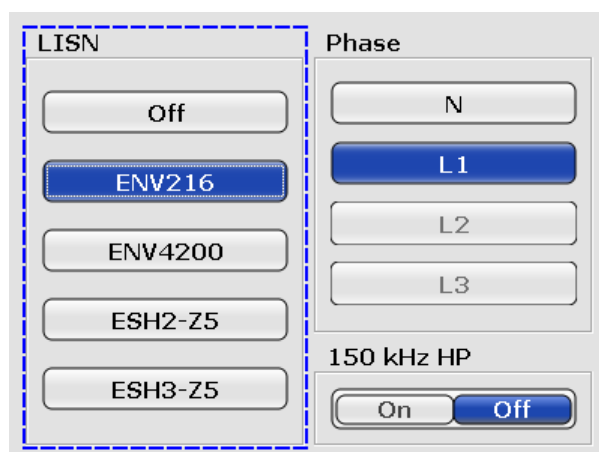 LISN
Off
ENV216
ENV4200
ESH2-Z5
ESH3-Z5
Phase
N
L1
L2
L3
150 kHz HP
On Off